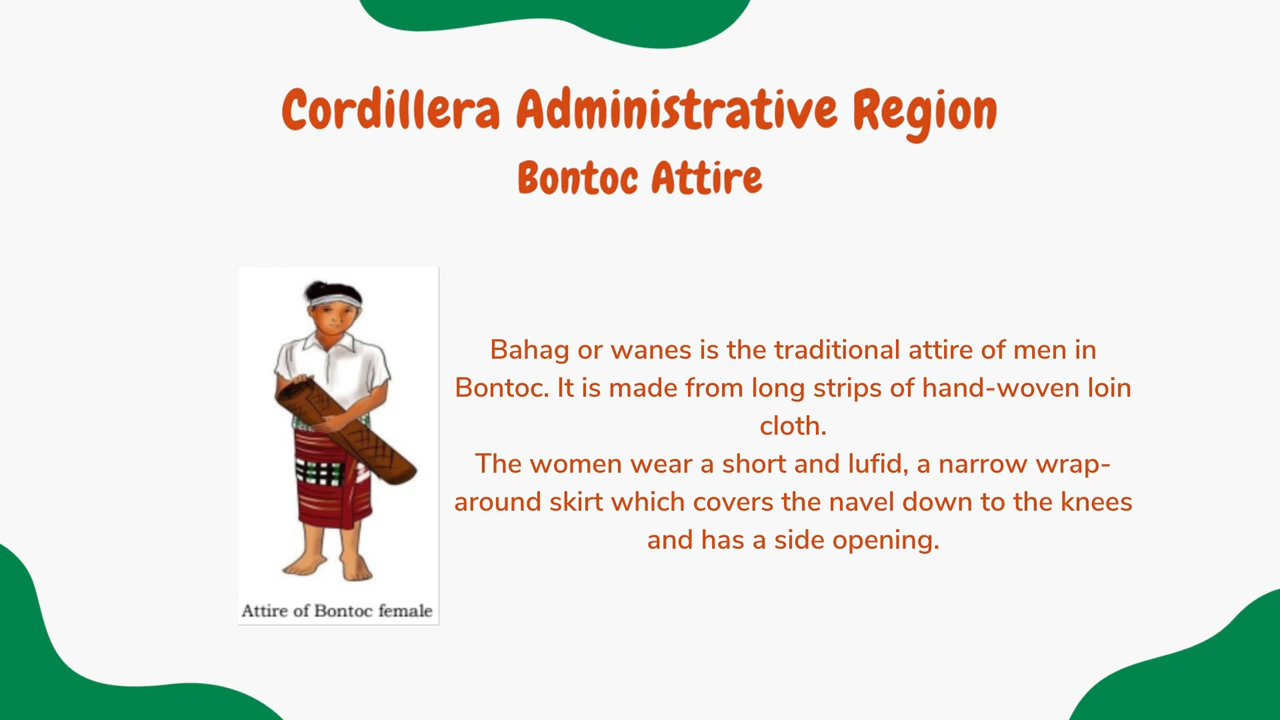 Cordillera Administrative Region
Bontoc Attire
Bahag or wanes is the traditional attire of men in
Bontoc. It is made from long strips of hand-woven loin
cloth.
The women wear a short and lufid, a narrow wrap-
around skirt which covers the navel down to the knees
and has a side opening.
Attire of Bontoc female